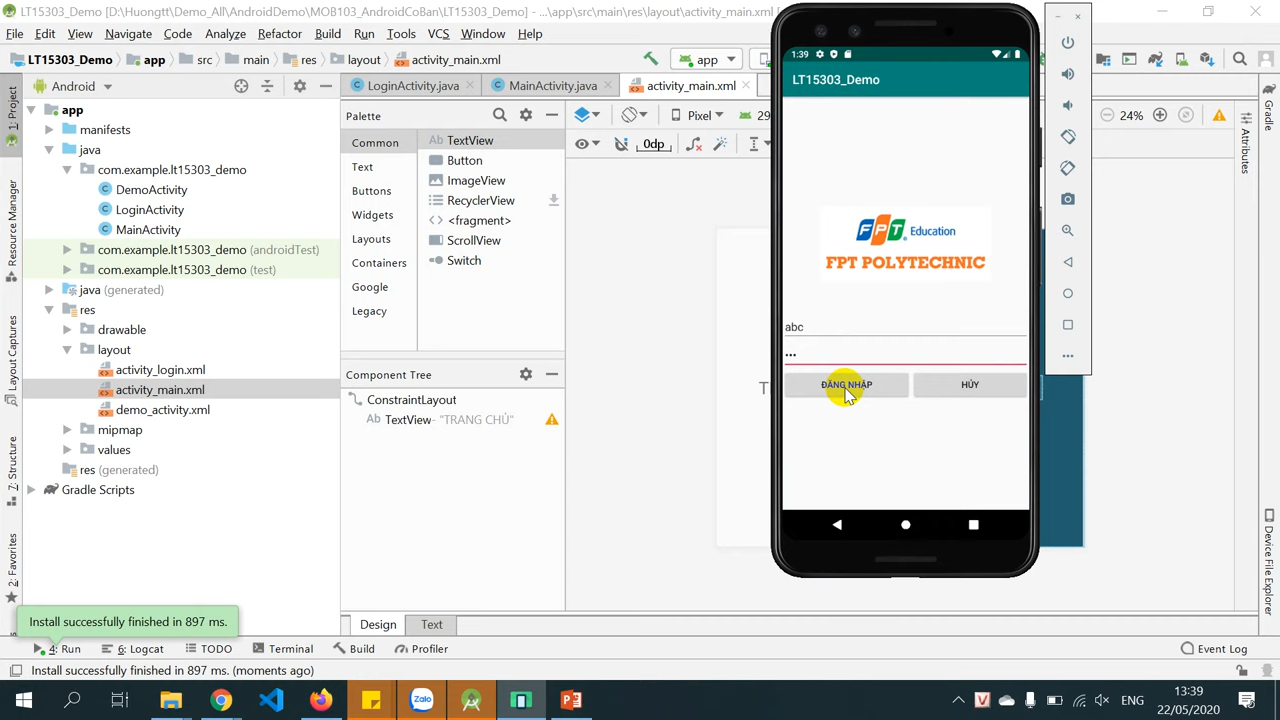 LT15303_Demo [D:\Huongdemo_All\AndroidDemo\MOB103_AndroidCoBan\LT15303_Demo] - ...\app\src\main\res\layout\activity_main.xml
File Edit View Navigate Refactor Build Run Tools VCS Window Help
app src main res layout activity_main.xml app
Android LoginActivity.java MainActivity.java activity_main.xml
Palette Pixel 29 24%
0dp
app
manifests
java
com.example.lt15303_demo
DemoActivity
LoginActivity
MainActivity
com.example.lt15303_demo (androidTest)
com.example.lt15303_demo (test)
java (generated)
res
drawable
layout
activity_login.xml
activity_main.xml
demo_activity.xml
mipmap
values
res (generated)
Gradle Scripts
Common
Text
Buttons
Widgets
Layouts
Containers
Google
Legacy
TextView
Button
ImageView
RecyclerView
<fragment>
ScrollView
Switch
Component Tree
ConstraintLayout
TextView- "TRANG CHỦ"
1:39
LT15303_Demo
FPT Education
FPT POLYTECHNIC
abc
•••
ĐĂNG NHẬP HỦY
1: Project
Resource Manager
Layout Captures
7: Structure
2: Favorites
Gradle
Attributes
Device File Explorer
Install successfully finished in 897 ms.
Design Text
4: Run 6: Logcat TODO Terminal Build Profiler Event Log
Install successfully finished in 897 ms. (moments ago)
Zalo ENG 13:39
22/05/2020